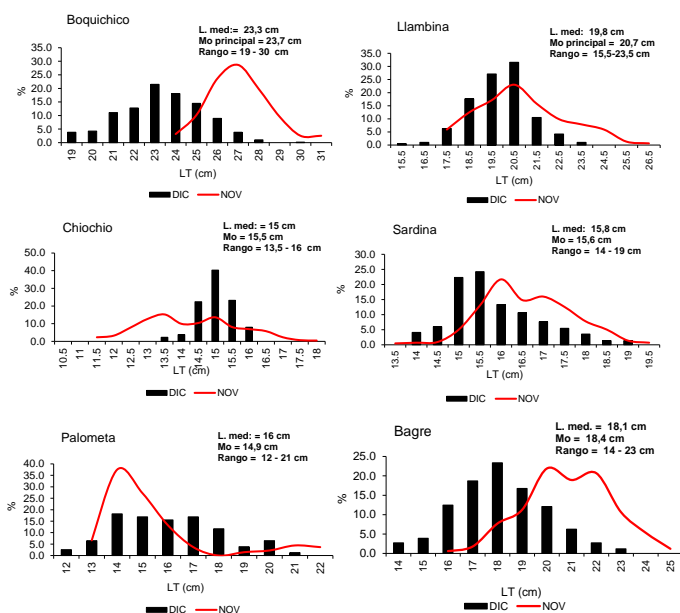 Boquichico
L. med:= 23,3 cm
Mo principal = 23,7 cm
Rango = 19 - 30 cm
35.0
30.0
25.0
20.0
15.0
10.0
5.0
0.0
%
19 20 21 22 23 24 25 26 27 28 29 30 31
LT (cm)
DIC NOV
Llambina
L. med: 19,8 cm
Mo principal = 20,7 cm
Rango = 15,5-23,5 cm
35.0
30.0
25.0
20.0
15.0
10.0
5.0
0.0
%
15.5 16.5 17.5 18.5 19.5 20.5 21.5 22.5 23.5 24.5 25.5 26.5
LT (cm)
DIC NOV
Chiochio
L. med: = 15 cm
Mo = 15,5 cm
Rango = 13,5 - 16 cm
50.0
40.0
30.0
20.0
10.0
0.0
%
10.5 11 11.5 12 12.5 13 13.5 14 14.5 15 15.5 16 16.5 17 17.5 18
LT (cm)
DIC NOV
Sardina
L. med: 15,8 cm
Mo = 15,6 cm
Rango = 14 - 19 cm
30.0
25.0
20.0
15.0
10.0
5.0
0.0
%
13.5 14 14.5 15 15.5 16 16.5 17 17.5 18 18.5 19 19.5
LT (cm)
DIC NOV
Palometa
L. med: = 16 cm
Mo = 14,9 cm
Rango = 12 - 21 cm
40.0
35.0
30.0
25.0
20.0
15.0
10.0
5.0
0.0
%
12 13 14 15 16 17 18 19 20 21 22
LT (cm)
DIC NOV
Bagre
L. med. = 18,1 cm
Mo = 18,4 cm
Rango = 14 - 23 cm
25.0
20.0
15.0
10.0
5.0
0.0
%
14 15 16 17 18 19 20 21 22 23 24 25
LT (cm)
DIC NOV